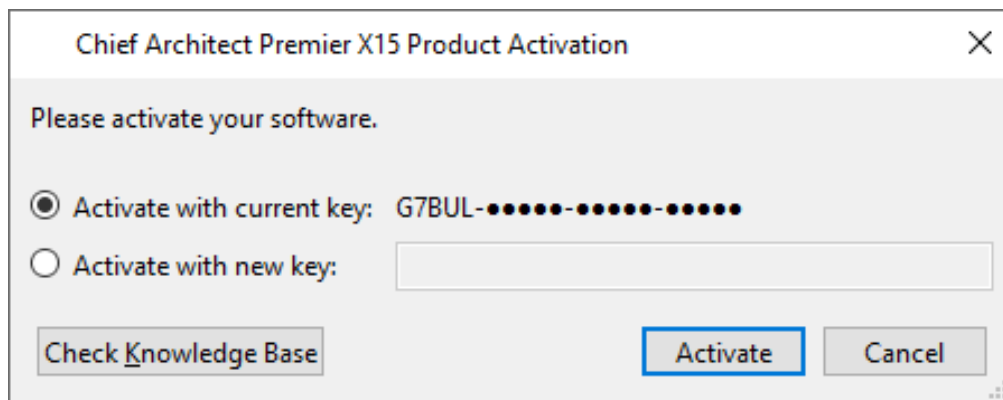 Chief Architect Premier X15 Product Activation
Please activate your software.
Activate with current key: G7BUL-●●●●●-●●●●●-●●●●●
Activate with new key:
Check Knowledge Base Activate Cancel